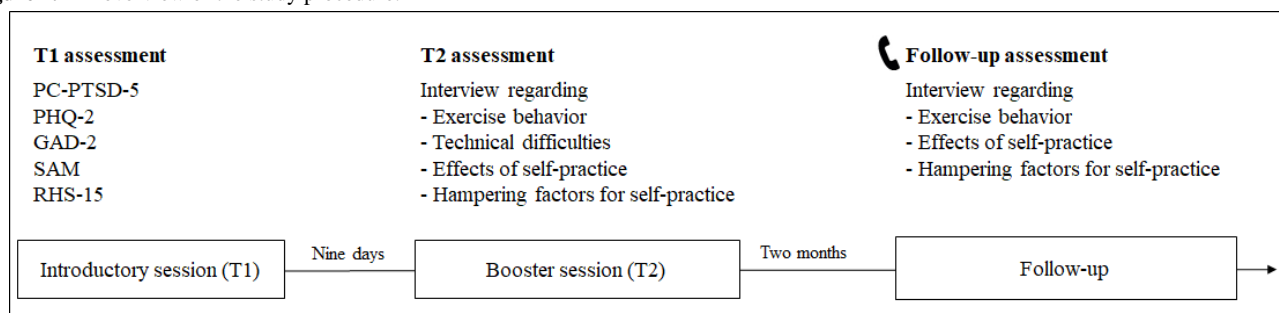 T1 assessment
PC-PTSD-5
PHQ-2
GAD-2
SAM
RHS-15
T2 assessment
Interview regarding
- Exercise behavior
- Technical difficulties
- Effects of self-practice
- Hampering factors for self-practice
Follow-up assessment
Interview regarding
- Exercise behavior
- Effects of self-practice
- Hampering factors for self-practice
Introductory session (T1)
Nine days
Booster session (T2)
Two months
Follow-up